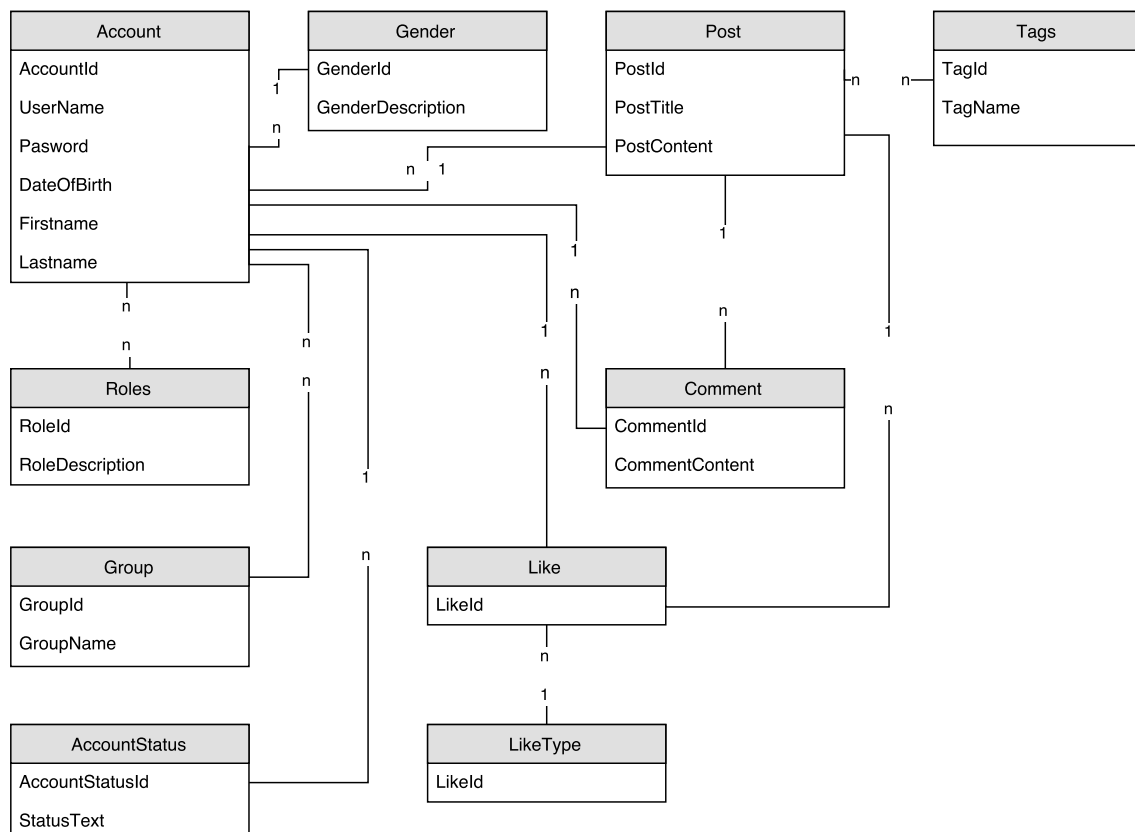 Account
AccountId
UserName
Pasword
DateOfBirth
Firstname
Lastname
Gender
GenderId
GenderDescription
Post
PostId
PostTitle
PostContent
Tags
TagId
TagName
1
n
n 1
n n
1
n
1
n
1
n
1
n
n
n
n
n
1
n
Roles
RoleId
RoleDescription
Comment
CommentId
CommentContent
Group
GroupId
GroupName
Like
LikeId
n
1
AccountStatus
AccountStatusId
StatusText
LikeType
LikeId